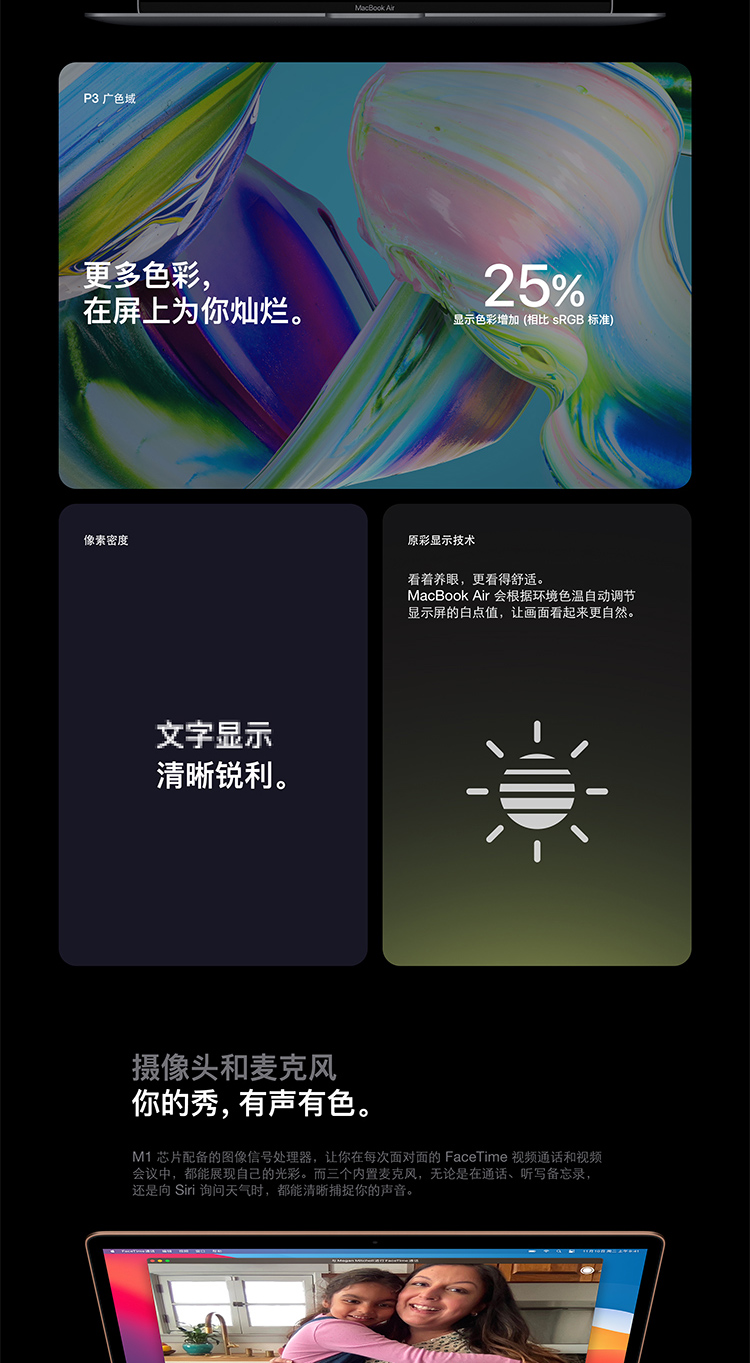 MacBook Air
P3 广色域
更多色彩，
在屏上为你灿烂。
25%
显示色彩增加 (相比 sRGB 标准)
像素密度
文字显示
清晰锐利。
原彩显示技术
看着养眼，更看得舒适。
MacBook Air 会根据环境色温自动调节
显示屏的白点值，让画面看起来更自然。
摄像头和麦克风
你的秀，有声有色。
M1 芯片配备的图像信号处理器，让你在每次面对面的 FaceTime 视频通话和视频
会议中，都能展现自己的光彩。而三个内置麦克风，无论是在通话、听写备忘录，
还是向 Siri 询问天气时，都能清晰捕捉你的声音。